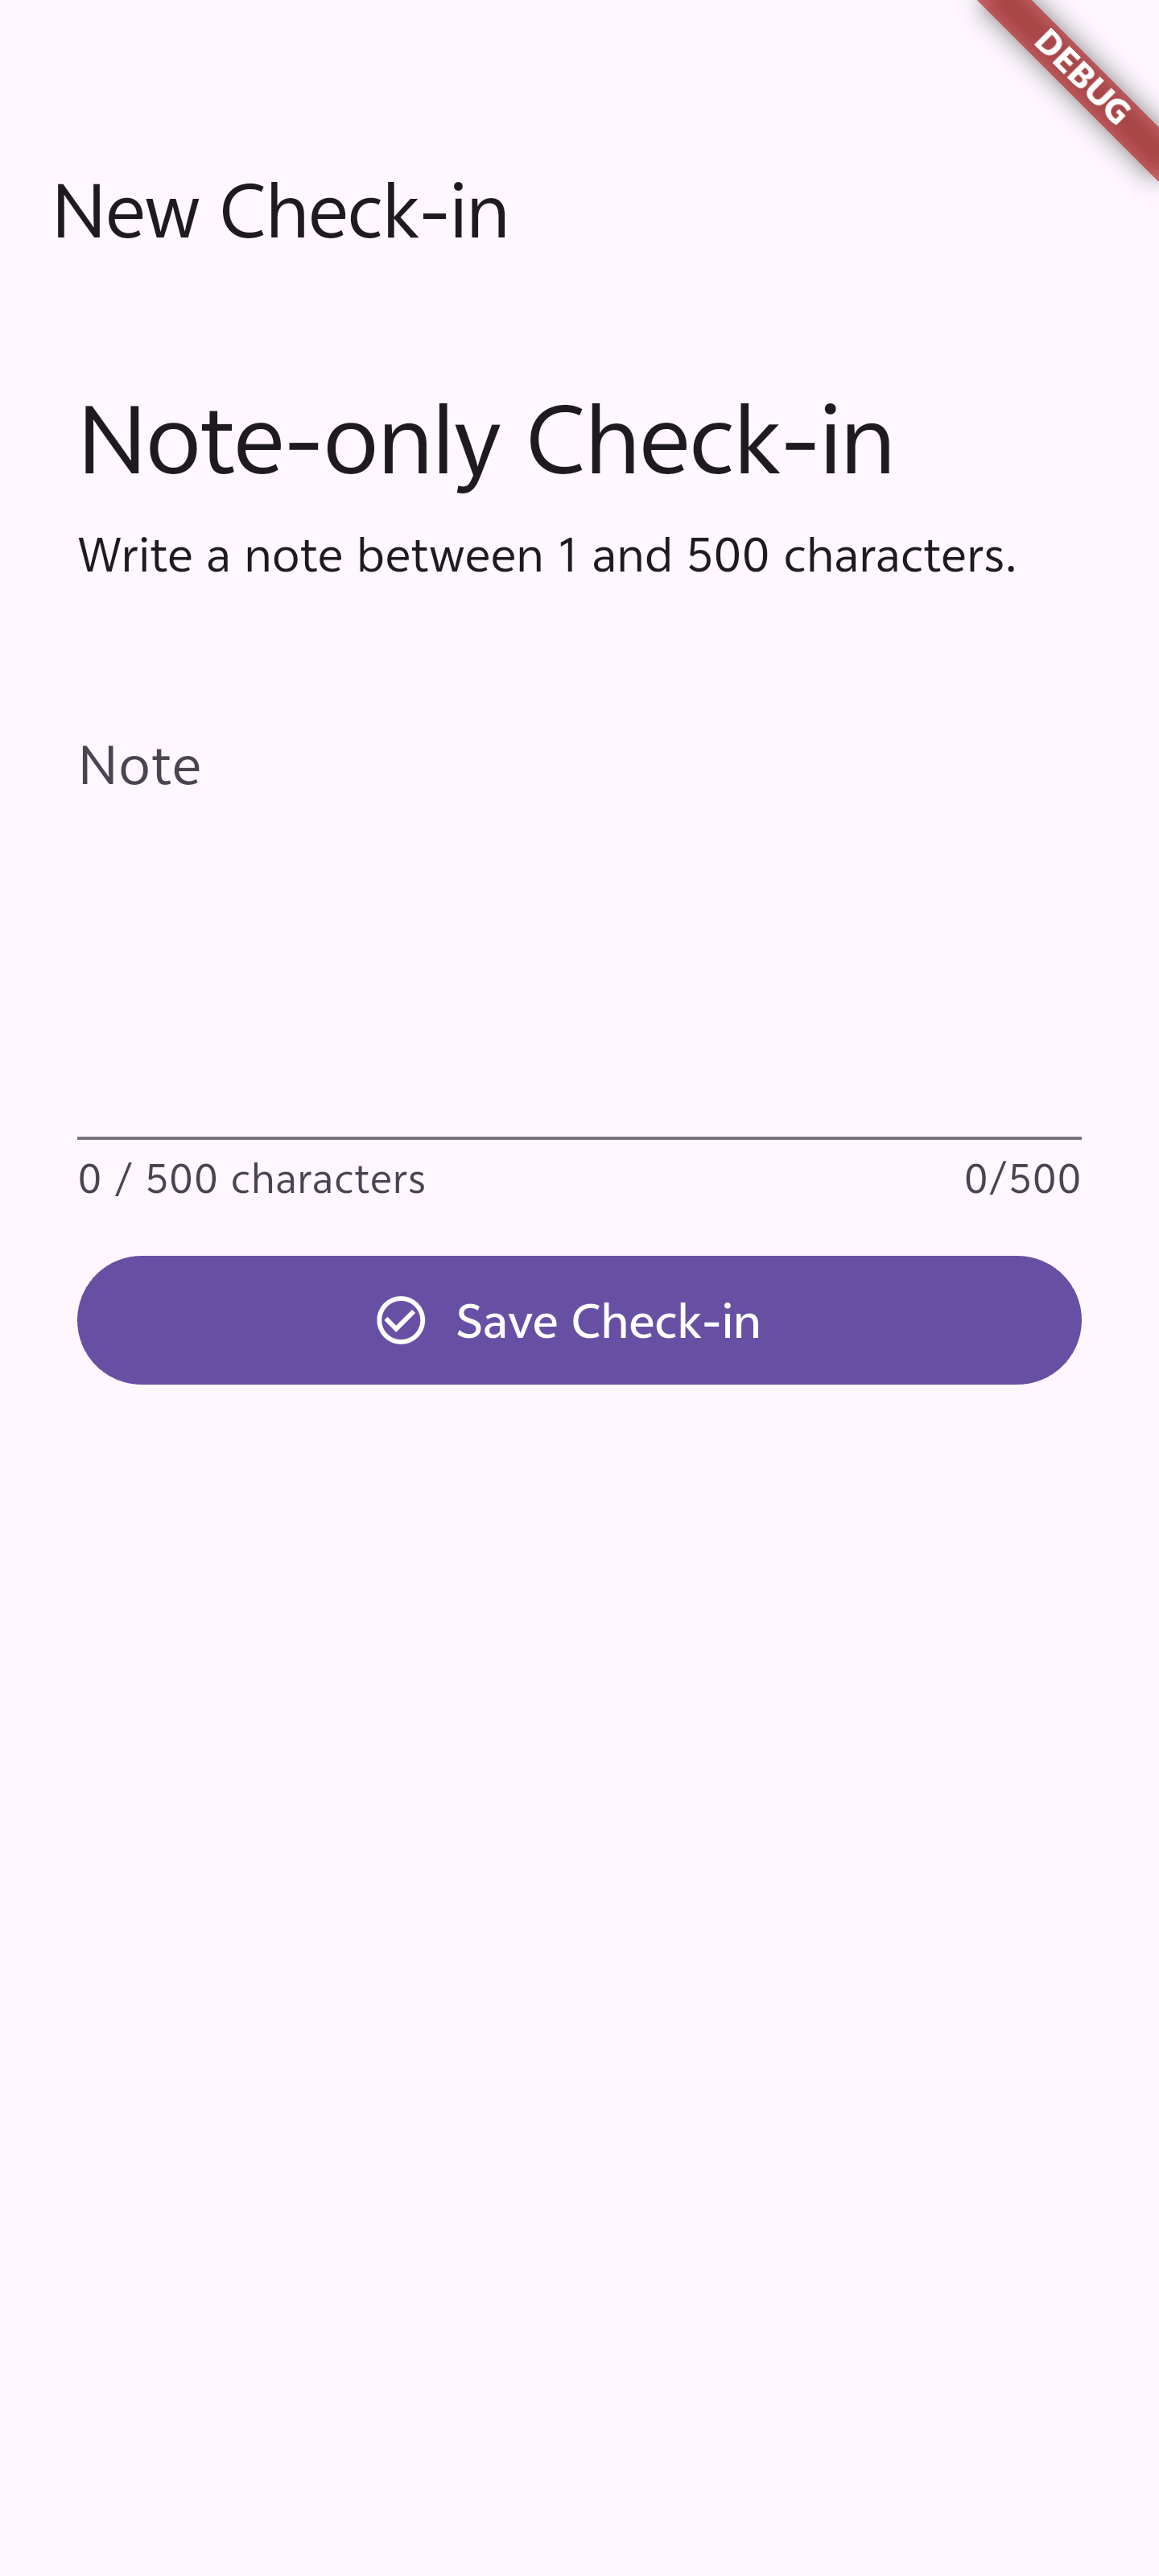 DEBUG
New Check-in
Note-only Check-in
Write a note between 1 and 500 characters.
Note
0 / 500 characters
0/500
Save Check-in